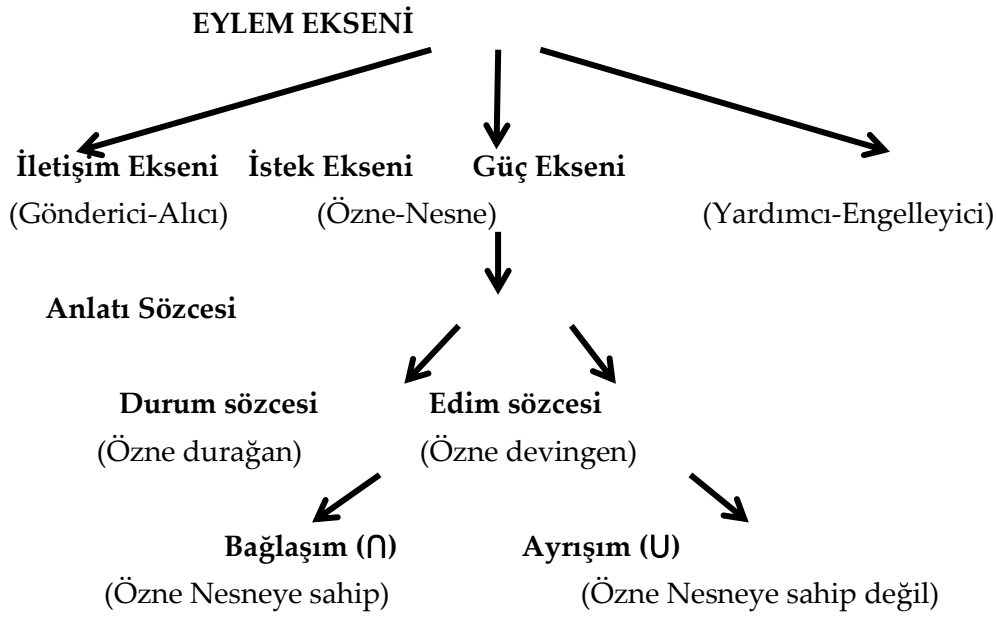 EYLEM EKSENİ
İletişim Ekseni İstek Ekseni Güç Ekseni
(Gönderici-Alıcı) (Özne-Nesne) (Yardımcı-Engelleyici)
Anlatı Sözcesi
Durum sözcesi Edim sözcesi
(Özne durağan) (Özne devingen)
Bağlaşım (⋂) Ayrışım (U)
(Özne Nesneye sahip) (Özne Nesneye sahip değil)